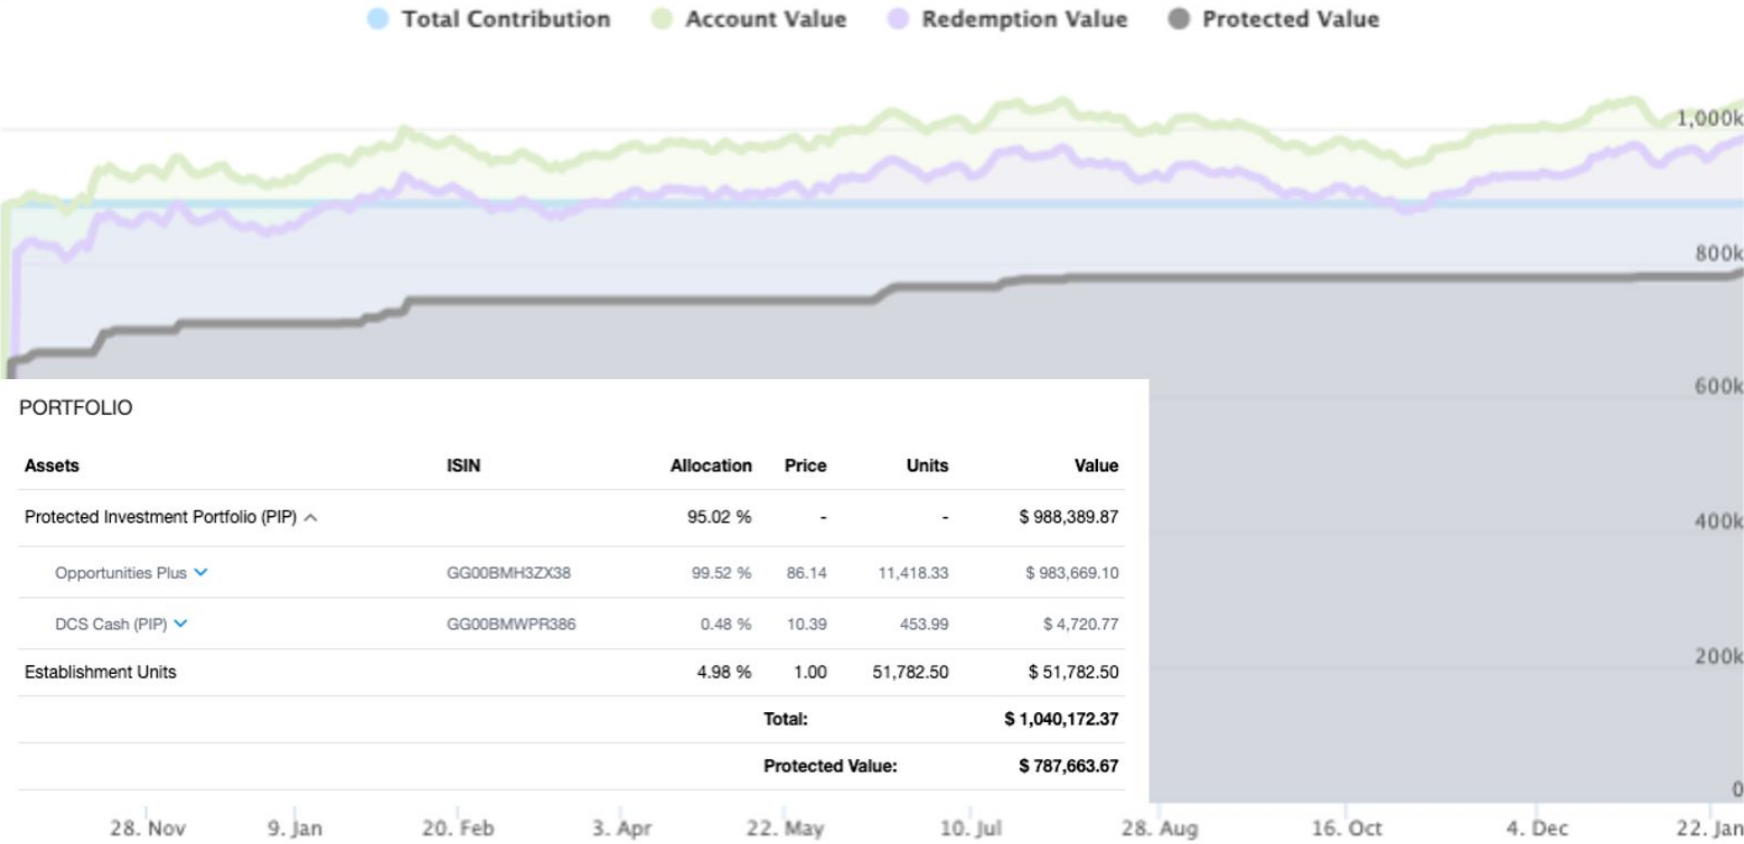 Total Contribution Account Value Redemption Value Protected Value
1,000k
800k
600k
400k
200k
0
PORTFOLIO
Assets ISIN Allocation Price Units Value
Protected Investment Portfolio (PIP) 95.02 % - - $ 988,389.87
Opportunities Plus GG00BMH3ZX38 99.52 % 86.14 11,418.33 $ 983,669.10
DCS Cash (PIP) GG00BMWPR386 0.48 % 10.39 453.99 $ 4,720.77
Establishment Units 4.98 % 1.00 51,782.50 $ 51,782.50
Total: $ 1,040,172.37
Protected Value: $ 787,663.67
28. Nov 9. Jan 20. Feb 3. Apr 22. May 10. Jul 28. Aug 16. Oct 4. Dec 22. Jan